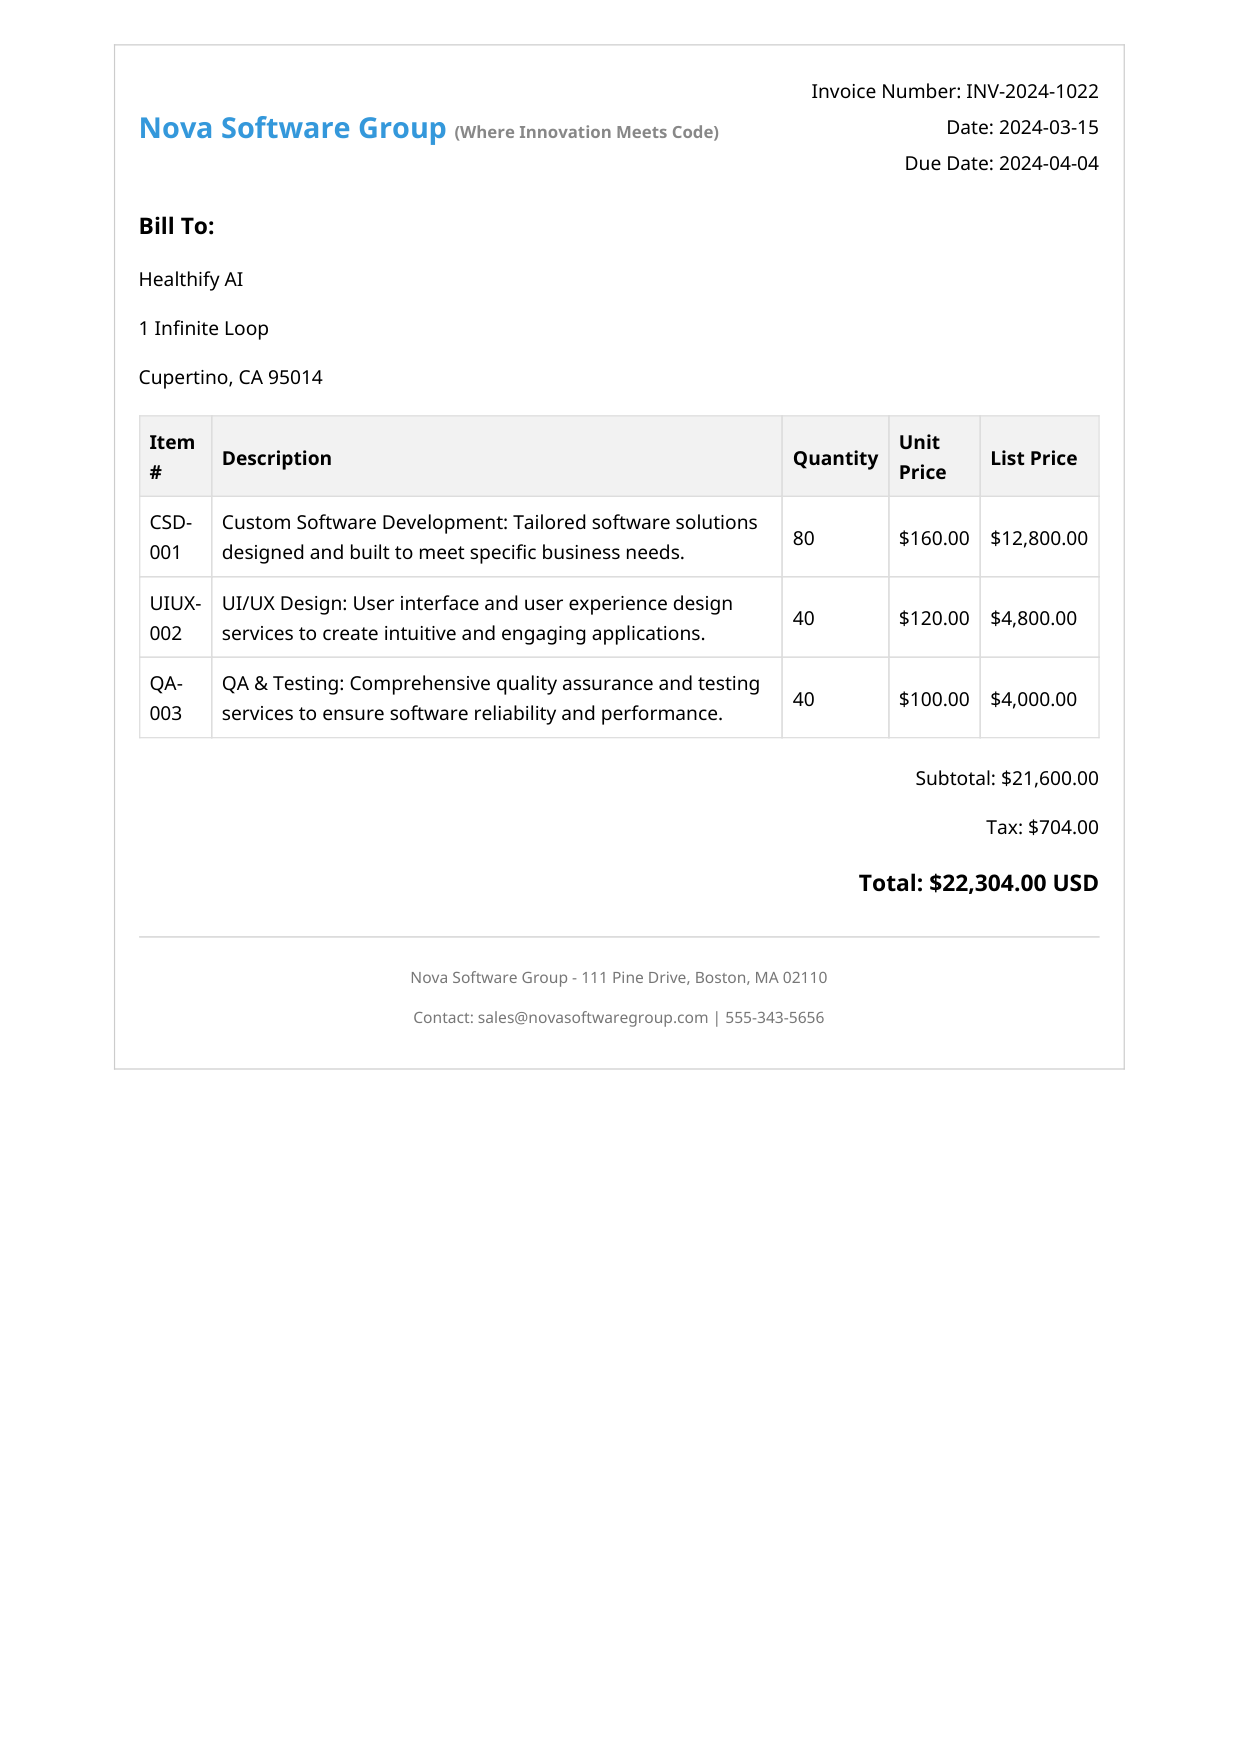 Invoice Number: INV-2024-1022
Nova Software Group (Where Innovation Meets Code)
Date: 2024-03-15
Due Date: 2024-04-04
Bill To:
Healthify AI
1 Infinite Loop
Cupertino, CA 95014
Item # Description Quantity Unit Price List Price
CSD-001 Custom Software Development: Tailored software solutions
designed and built to meet specific business needs. 80 $160.00 $12,800.00
UIUX-002 UI/UX Design: User interface and user experience design
services to create intuitive and engaging applications. 40 $120.00 $4,800.00
QA-003 QA & Testing: Comprehensive quality assurance and testing
services to ensure software reliability and performance. 40 $100.00 $4,000.00
Subtotal: $21,600.00
Tax: $704.00
Total: $22,304.00 USD
Nova Software Group - 111 Pine Drive, Boston, MA 02110
Contact: sales@novasoftwaregroup.com | 555-343-5656